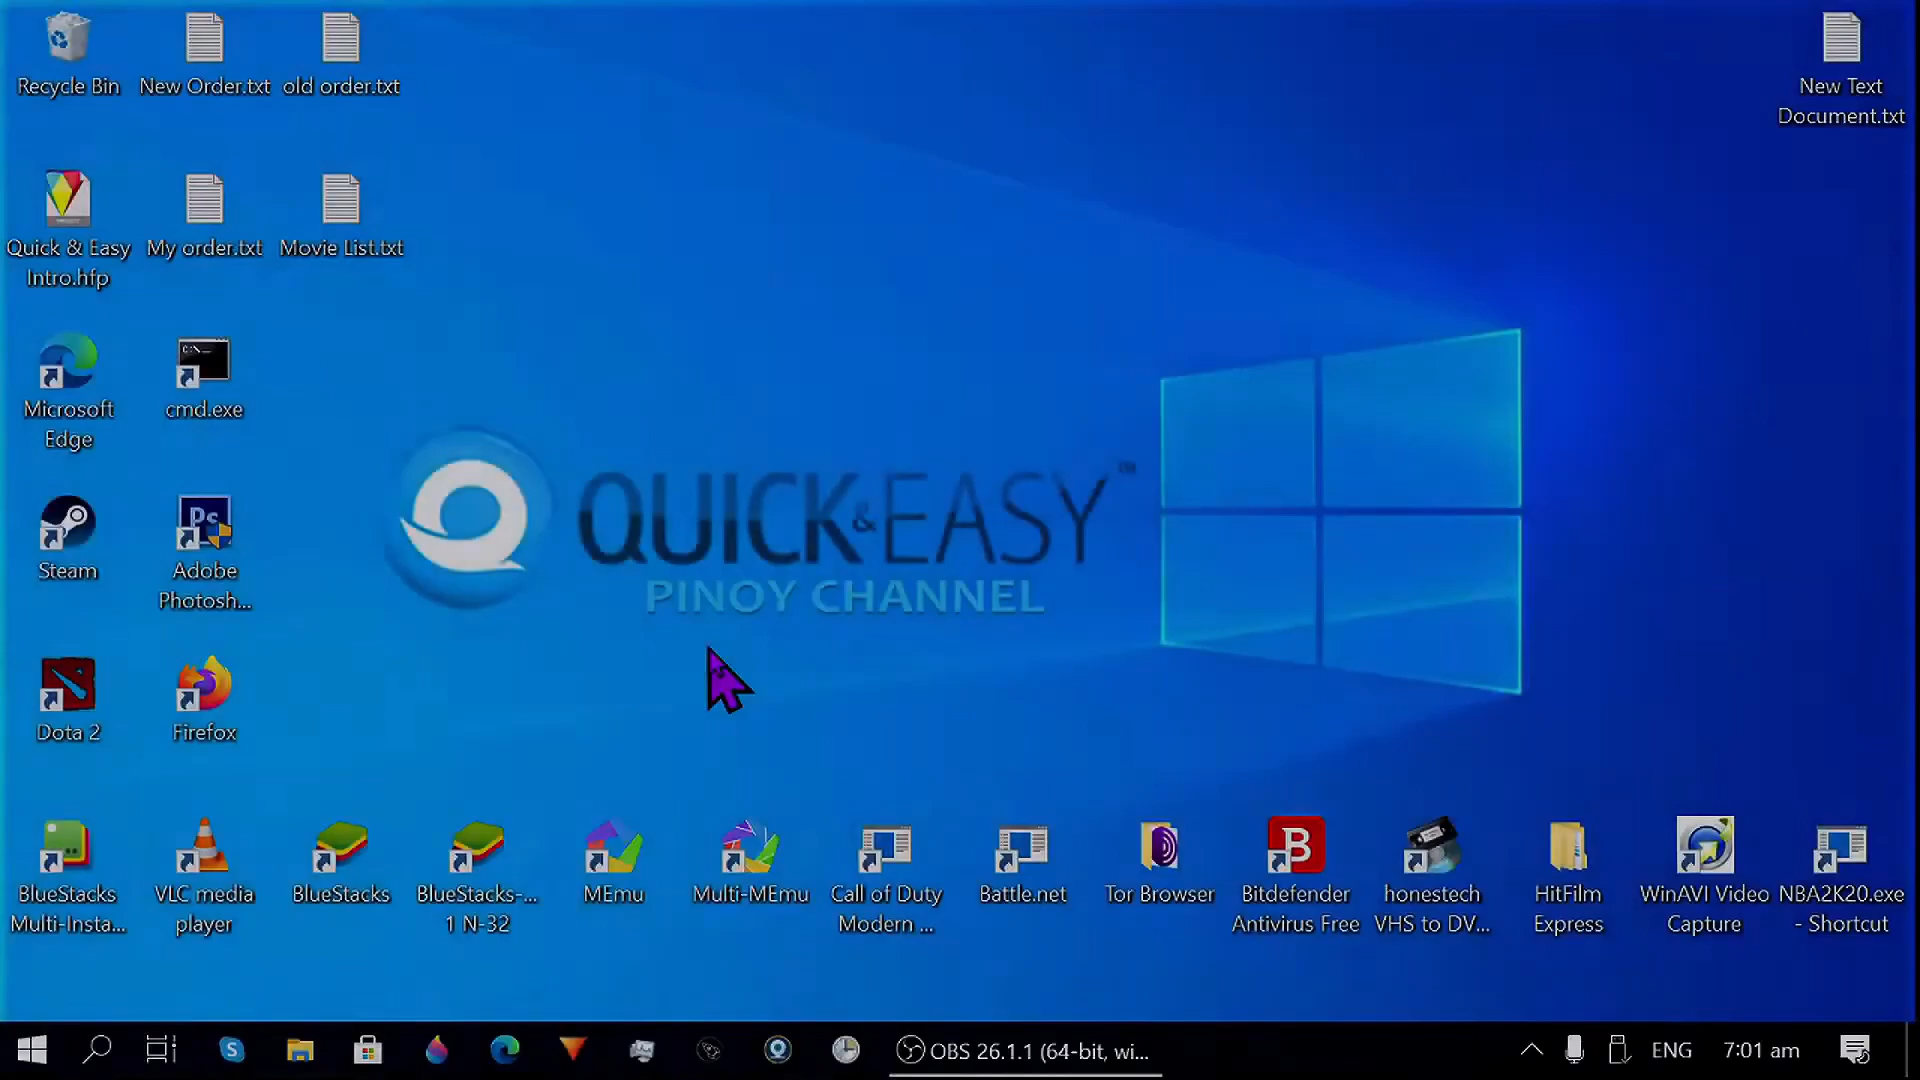 Recycle Bin
New Order.txt
old order.txt
New Text
Document.txt
Quick & Easy
Intro.hfp
My order.txt
Movie List.txt
Microsoft
Edge
cmd.exe
C:\
QUICK&EASY™
PINOY CHANNEL
Steam
Ps
Adobe
Photosh...
Dota 2
Firefox
BlueStacks
Multi-Insta...
VLC media
player
BlueStacks
BlueStacks-...
1 N-32
MEmu
Multi-MEmu
Call of Duty
Modern ...
Battle.net
Tor Browser
B
Bitdefender
Antivirus Free
honestech
VHS to DV...
HitFilm
Express
WinAVI Video
Capture
NBA2K20.exe
- Shortcut
S
OBS 26.1.1 (64-bit, wi...
ENG
7:01 am